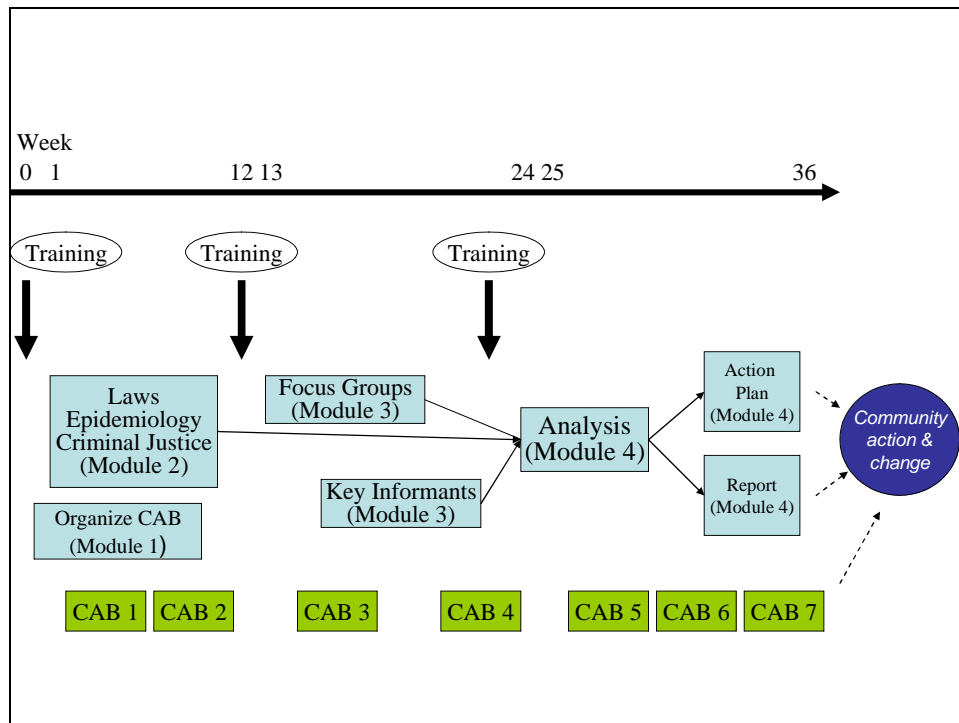 Week
0 1 12 13 24 25 36
Training Training Training
Laws
Epidemiology
Criminal Justice
(Module 2)
Focus Groups
(Module 3)
Key Informants
(Module 3)
Organize CAB
(Module 1)
Analysis
(Module 4)
Action
Plan
(Module 4)
Report
(Module 4)
Community
action &
change
CAB 1 CAB 2 CAB 3 CAB 4 CAB 5 CAB 6 CAB 7